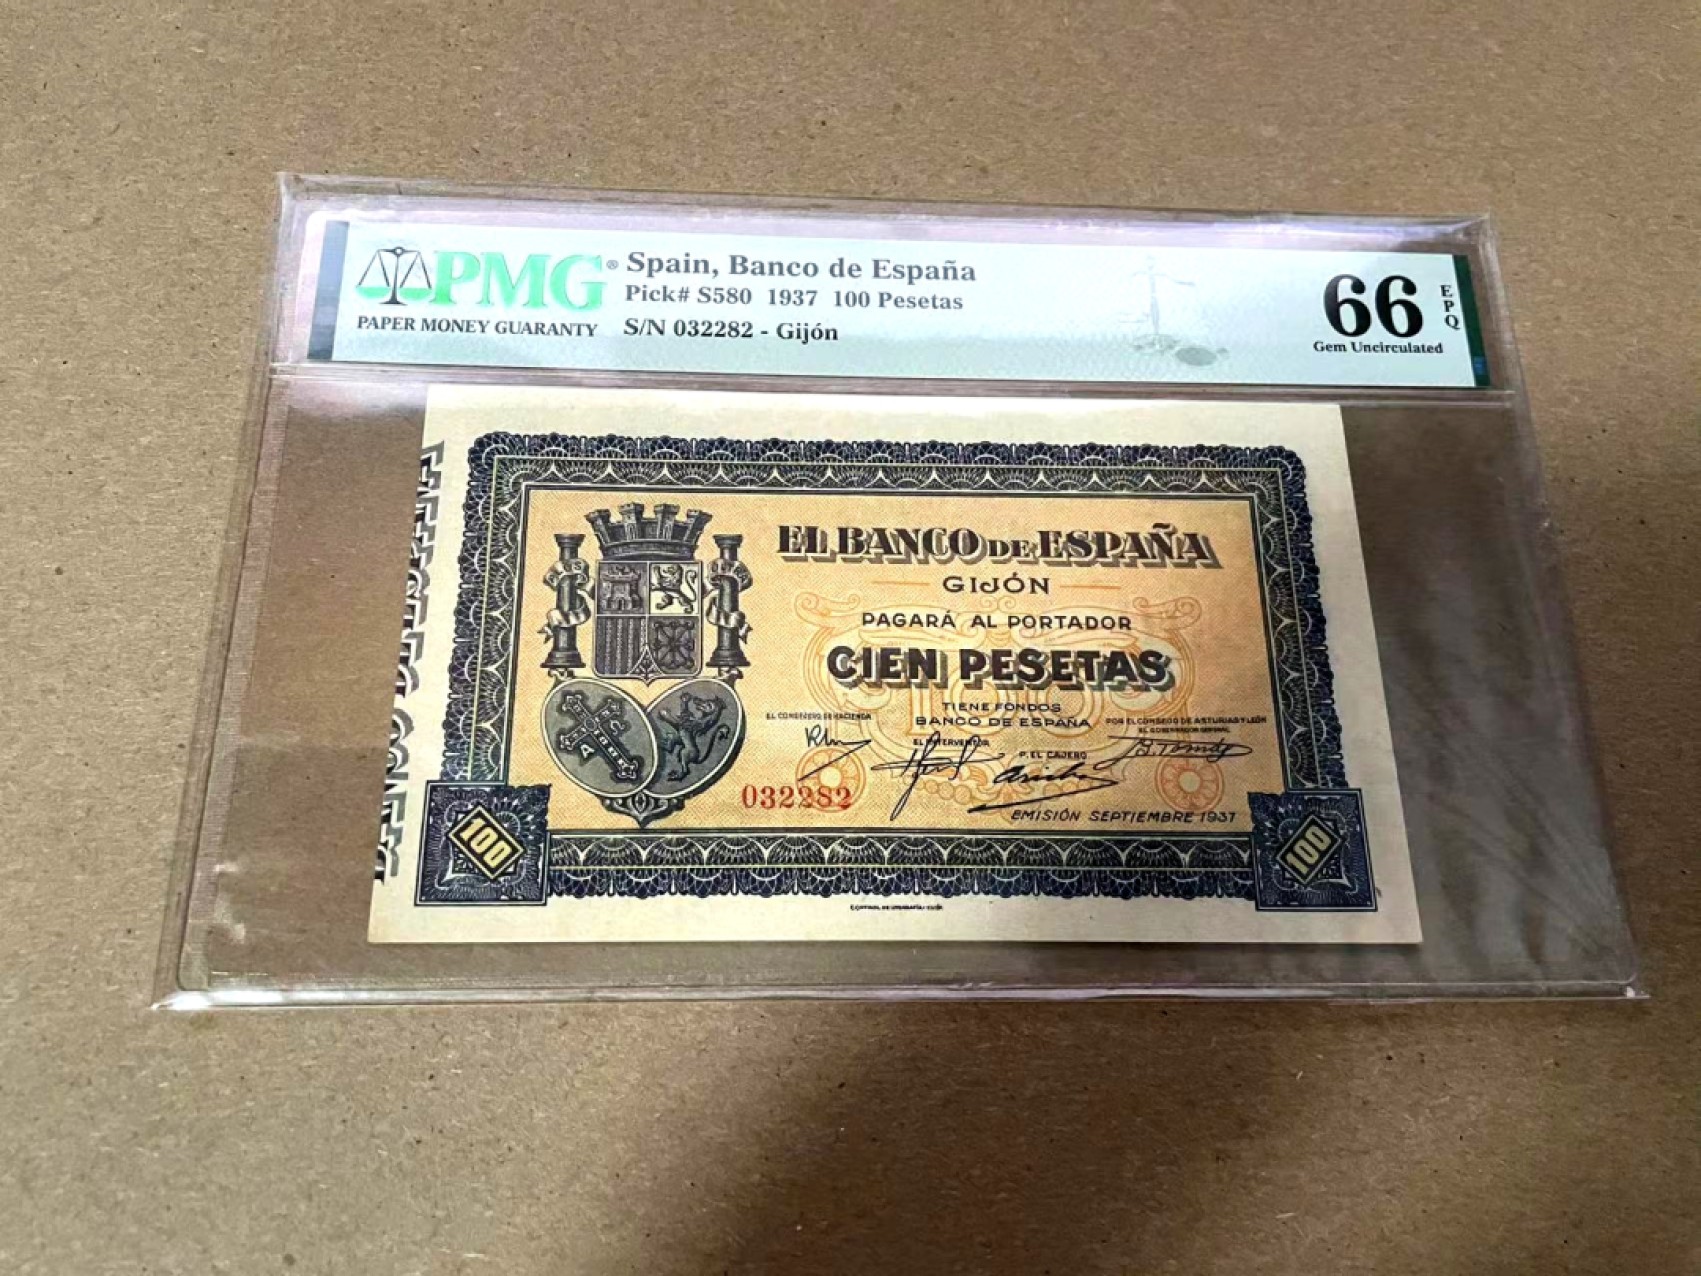 PMG®
PAPER MONEY GUARANTY
Spain, Banco de España
Pick# S580 1937 100 Pesetas
S/N 032282 - Gijón
66
EPQ
Gem Uncirculated
EL BANCO DE ESPAÑA
GIJÓN
PAGARÁ AL PORTADOR
CIEN PESETAS
TIENE FONDOS
BANCO DE ESPAÑA
EL CONSEJERO DE HACIENDA
POR EL CONSEJO DE ASTURIAS Y LEÓN
EL GOBERNADOR GENERAL
EL INTERVENTOR
P. EL CAJERO
032282
EMISIÓN SEPTIEMBRE 1937
100
100